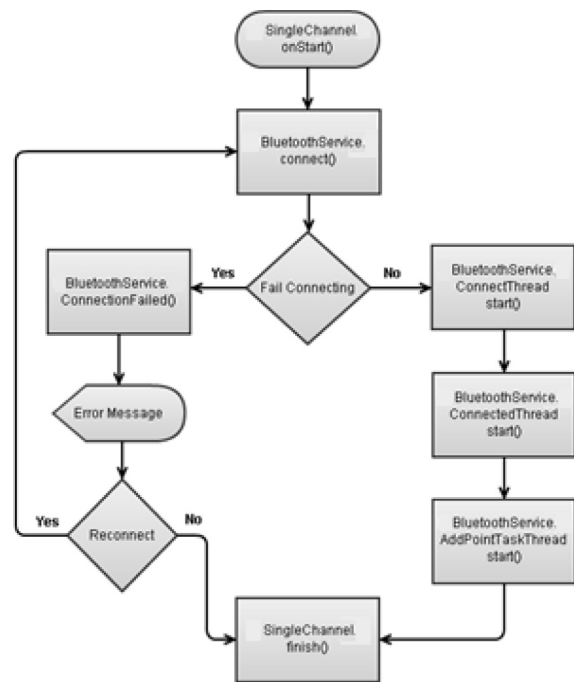 SingleChannel.
onStart()
BluetoothService.
connect()
Fail Connecting
Yes
No
BluetoothService.
ConnectionFailed()
Error Message
Reconnect
Yes
No
BluetoothService.
ConnectThread
start()
BluetoothService.
ConnectedThread
start()
BluetoothService.
AddPointTaskThread
start()
SingleChannel.
finish()